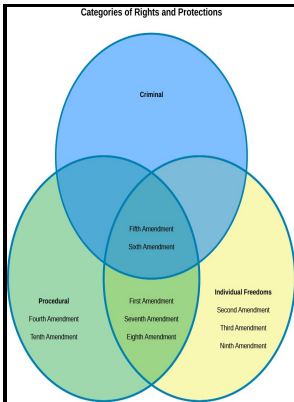 Categories of Rights and Protections
Criminal
Fifth Amendment
Sixth Amendment
Procedural
Fourth Amendment
Tenth Amendment
First Amendment
Seventh Amendment
Eighth Amendment
Individual Freedoms
Second Amendment
Third Amendment
Ninth Amendment